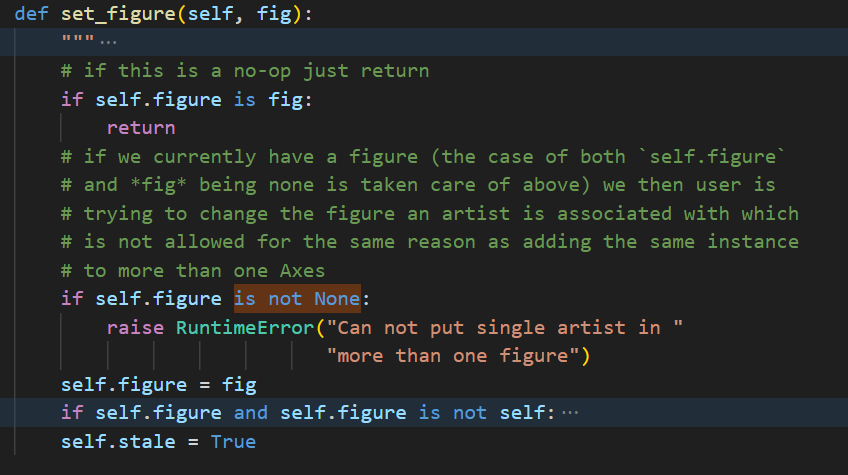 def set_figure(self, fig):
    """ ···
    # if this is a no-op just return
    if self.figure is fig:
        return
    # if we currently have a figure (the case of both `self.figure`
    # and *fig* being none is taken care of above) we then user is
    # trying to change the figure an artist is associated with which
    # is not allowed for the same reason as adding the same instance
    # to more than one Axes
    if self.figure is not None:
        raise RuntimeError("Can not put single artist in "
                           "more than one figure")
    self.figure = fig
    if self.figure and self.figure is not self: ···
    self.stale = True